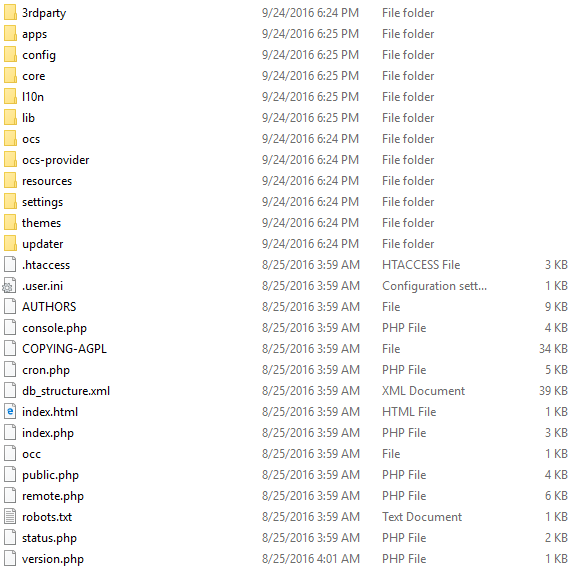 3rdparty 9/24/2016 6:24 PM File folder
apps 9/24/2016 6:25 PM File folder
config 9/24/2016 6:25 PM File folder
core 9/24/2016 6:25 PM File folder
l10n 9/24/2016 6:25 PM File folder
lib 9/24/2016 6:25 PM File folder
ocs 9/24/2016 6:24 PM File folder
ocs-provider 9/24/2016 6:24 PM File folder
resources 9/24/2016 6:24 PM File folder
settings 9/24/2016 6:24 PM File folder
themes 9/24/2016 6:24 PM File folder
updater 9/24/2016 6:24 PM File folder
.htaccess 8/25/2016 3:59 AM HTACCESS File 3 KB
.user.ini 8/25/2016 3:59 AM Configuration sett... 1 KB
AUTHORS 8/25/2016 3:59 AM File 9 KB
console.php 8/25/2016 3:59 AM PHP File 4 KB
COPYING-AGPL 8/25/2016 3:59 AM File 34 KB
cron.php 8/25/2016 3:59 AM PHP File 5 KB
db_structure.xml 8/25/2016 3:59 AM XML Document 39 KB
index.html 8/25/2016 3:59 AM HTML File 1 KB
index.php 8/25/2016 3:59 AM PHP File 3 KB
occ 8/25/2016 3:59 AM File 1 KB
public.php 8/25/2016 3:59 AM PHP File 4 KB
remote.php 8/25/2016 3:59 AM PHP File 6 KB
robots.txt 8/25/2016 3:59 AM Text Document 1 KB
status.php 8/25/2016 3:59 AM PHP File 2 KB
version.php 8/25/2016 4:01 AM PHP File 1 KB